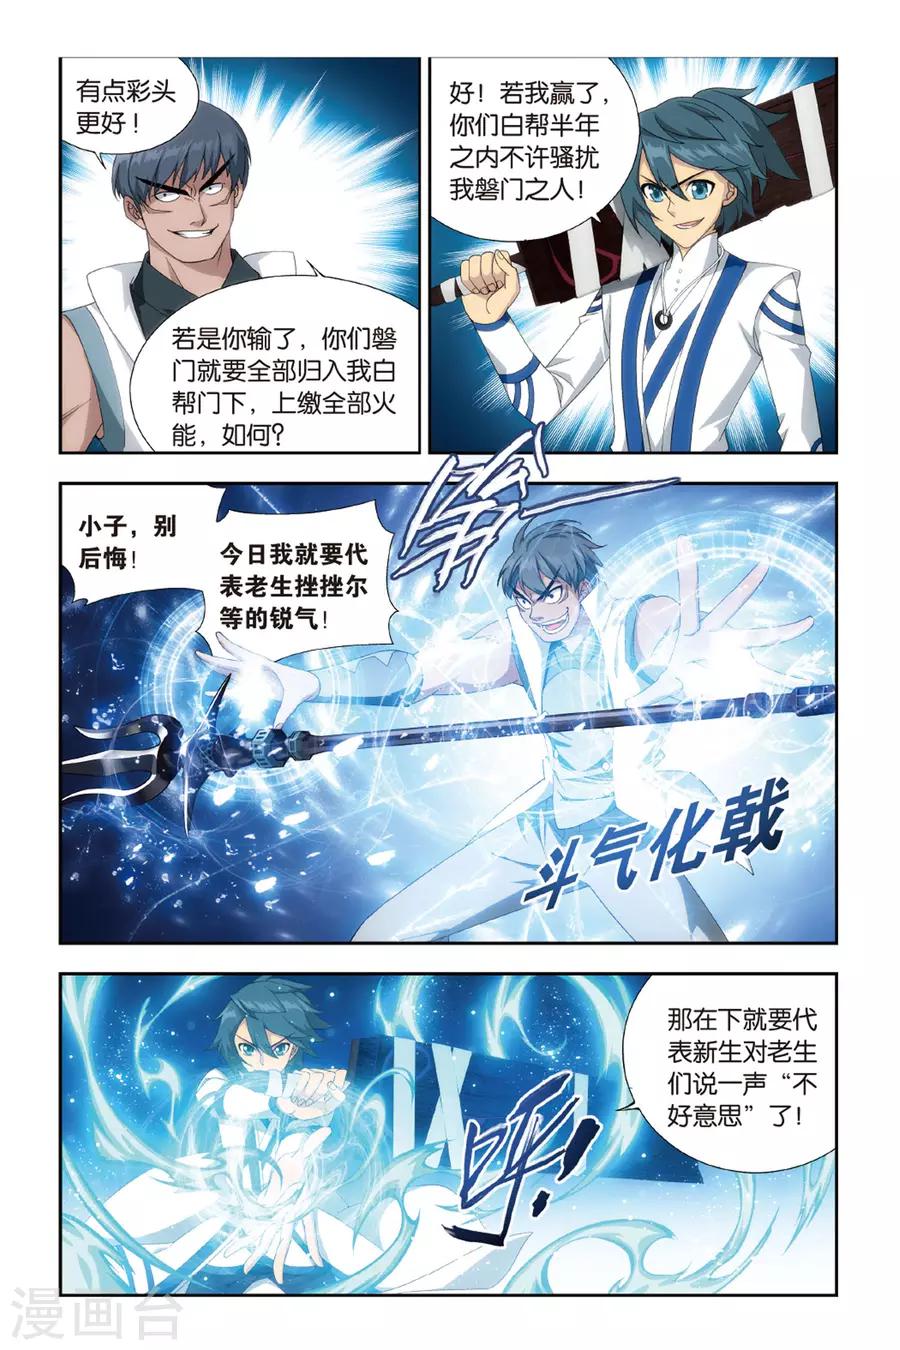 有点彩头
更好！
若是你输了，你们磐
门就要全部归入我白
帮门下，上缴全部火
能，如何？
好！若我赢了，
你们白帮半年
之内不许骚扰
我磐门之人！
小子，别
后悔！
今日我就要代
表老生挫挫尔
等的锐气！
斗气化戟
那在下就要代
表新生对老生
们说一声“不
好意思”了！
呼！
漫画台